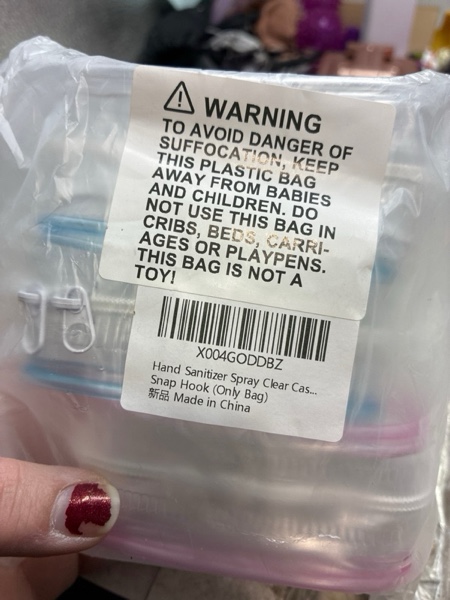 WARNING
TO AVOID DANGER OF
SUFFOCATION, KEEP
THIS PLASTIC BAG
AWAY FROM BABIES
AND CHILDREN. DO
NOT USE THIS BAG IN
CRIBS, BEDS, CARRI-
AGES OR PLAYPENS.
THIS BAG IS NOT A
TOY!
X004GODDBZ
Hand Sanitizer Spray Clear Cas...
Snap Hook (Only Bag)
新品 Made in China